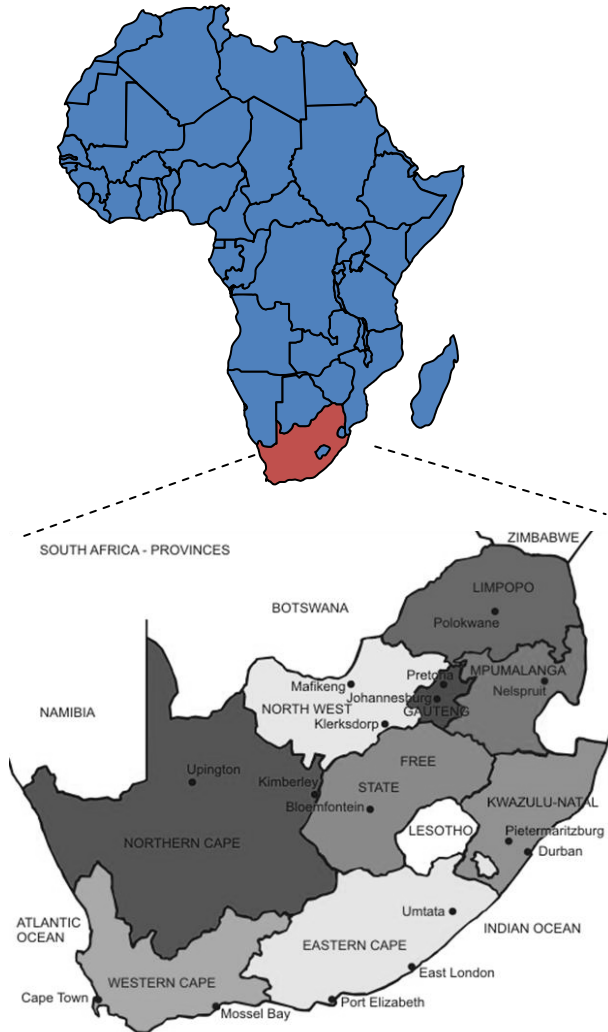 ZIMBABWE
SOUTH AFRICA - PROVINCES
LIMPOPO
BOTSWANA
Polokwane
MPUMALANGA
Pretoria
Mafikeng
Nelspruit
Johannesburg
NAMIBIA
NORTH WEST
GAUTENG
Klerksdorp
FREE
Upington
Kimberley
STATE
KWAZULU-NATAL
Bloemfontein
LESOTHO
Pietermaritzburg
NORTHERN CAPE
Durban
Umtata
ATLANTIC
OCEAN
INDIAN OCEAN
EASTERN CAPE
East London
WESTERN CAPE
Cape Town
Port Elizabeth
Mossel Bay